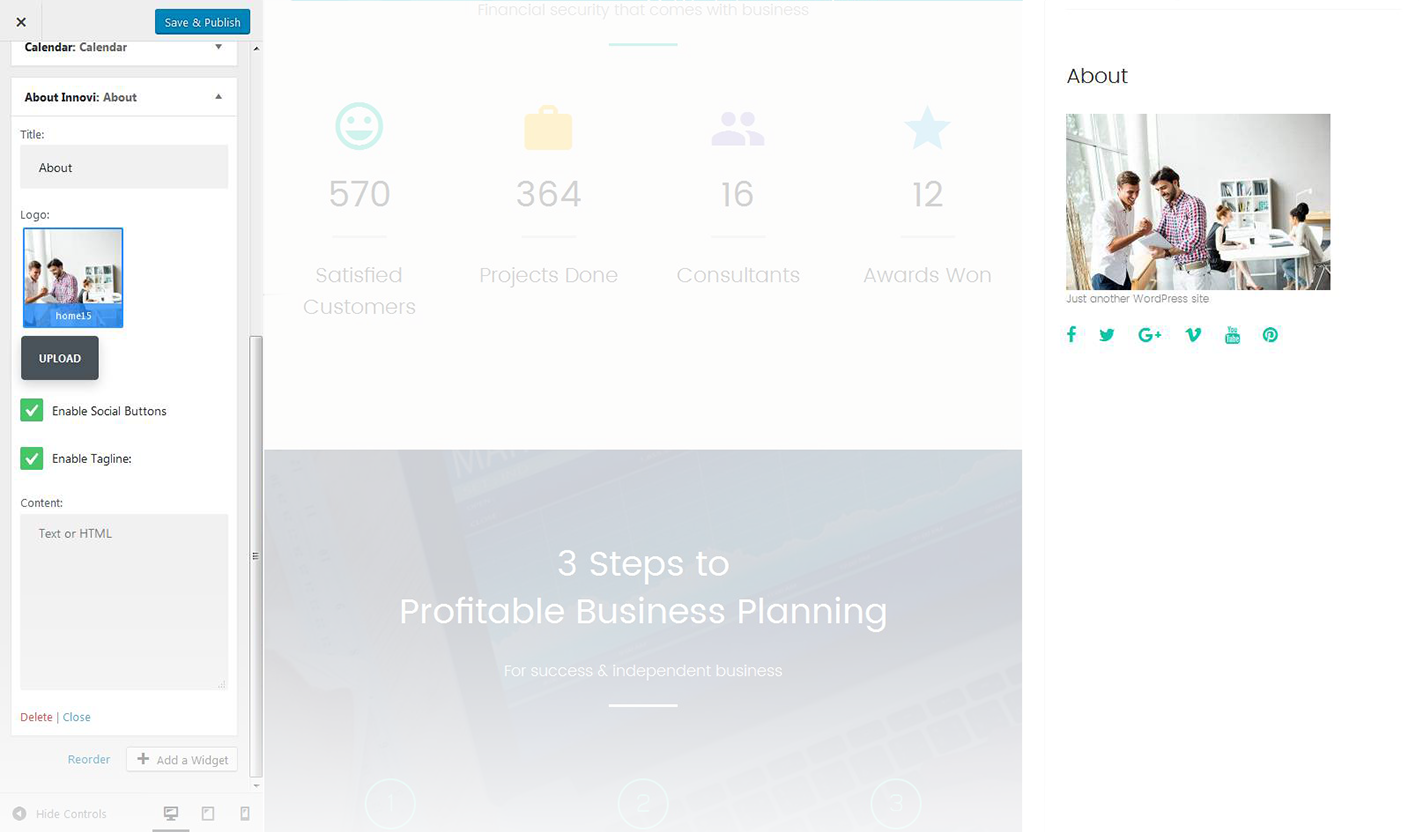 Save & Publish
Calendar: Calendar
About Innovi: About
Title:
About
Logo:
home15
UPLOAD
Enable Social Buttons
Enable Tagline:
Content:
Text or HTML
Delete | Close
Reorder
Add a Widget
Hide Controls
Financial security that comes with business
570
364
16
12
Satisfied
Customers
Projects Done
Consultants
Awards Won
3 Steps to
Profitable Business Planning
For success & independent business
1
2
3
About
Just another WordPress site
You
Tube